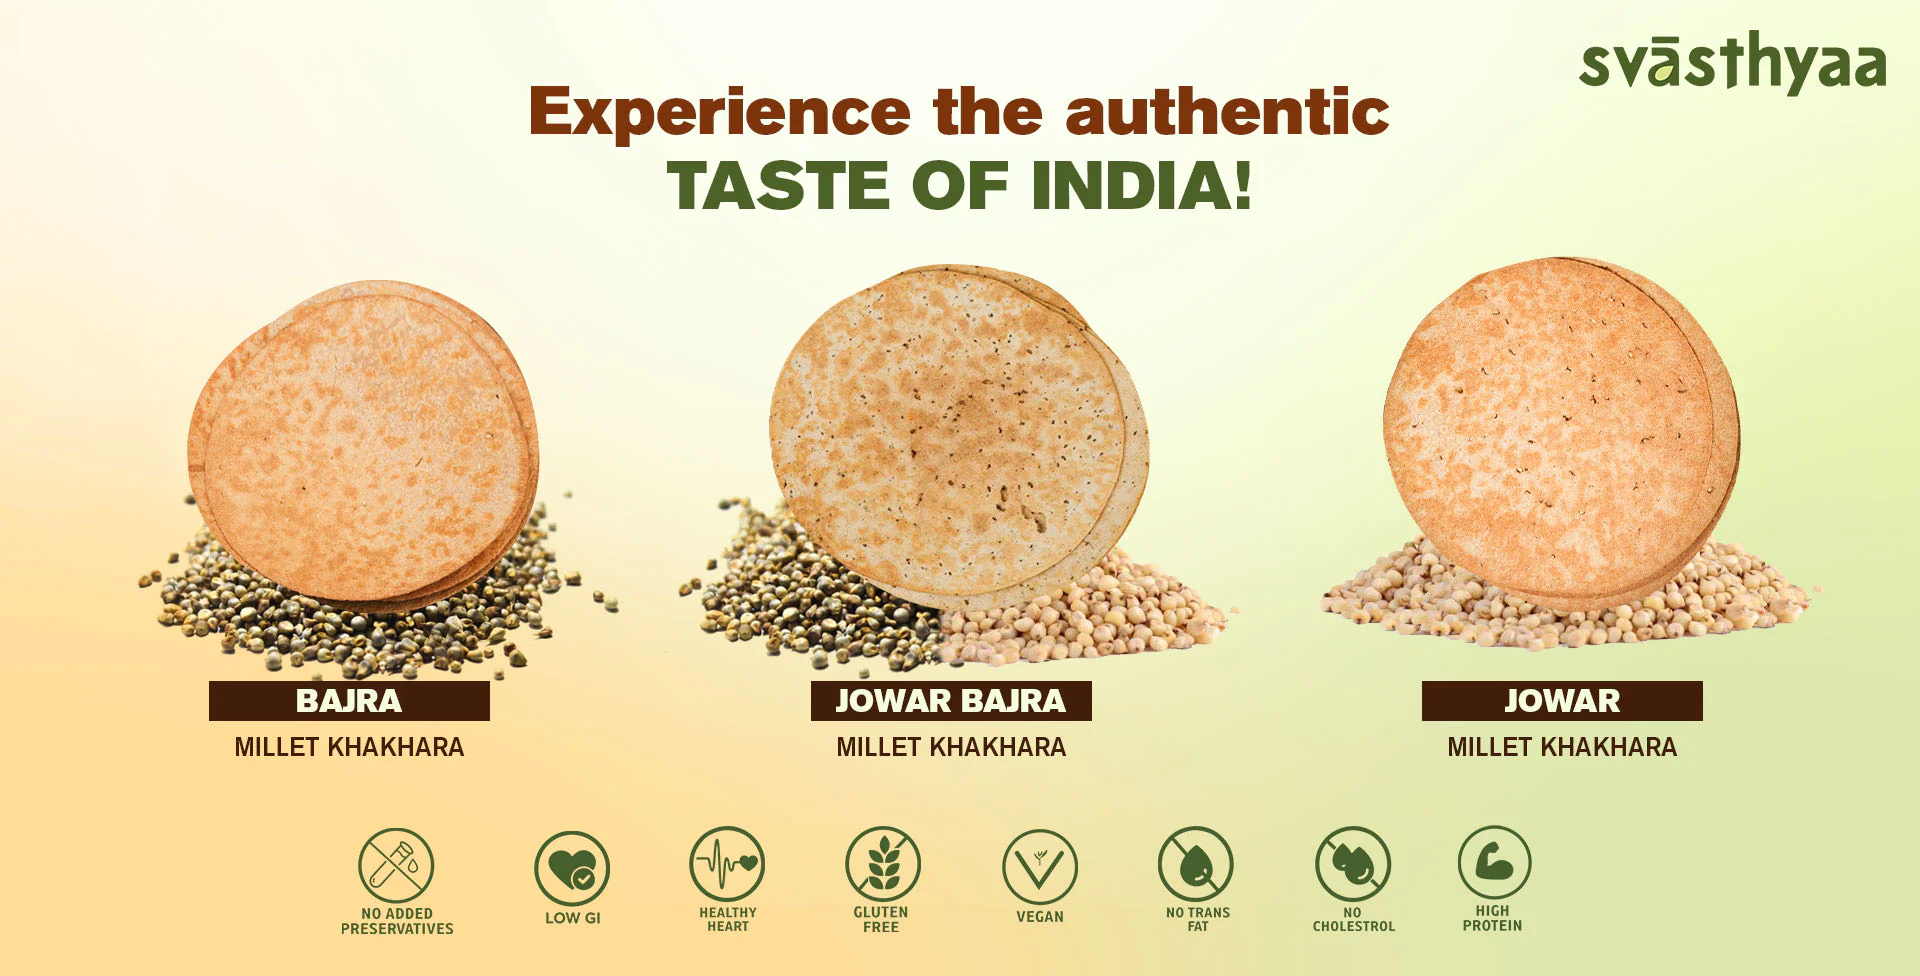 svāsthyaa
Experience the authentic
TASTE OF INDIA!
BAJRA
MILLET KHAKHARA
JOWAR BAJRA
MILLET KHAKHARA
JOWAR
MILLET KHAKHARA
NO ADDED
PRESERVATIVES
LOW GI
HEALTHY
HEART
GLUTEN
FREE
VEGAN
NO TRANS
FAT
NO
CHOLESTROL
HIGH
PROTEIN